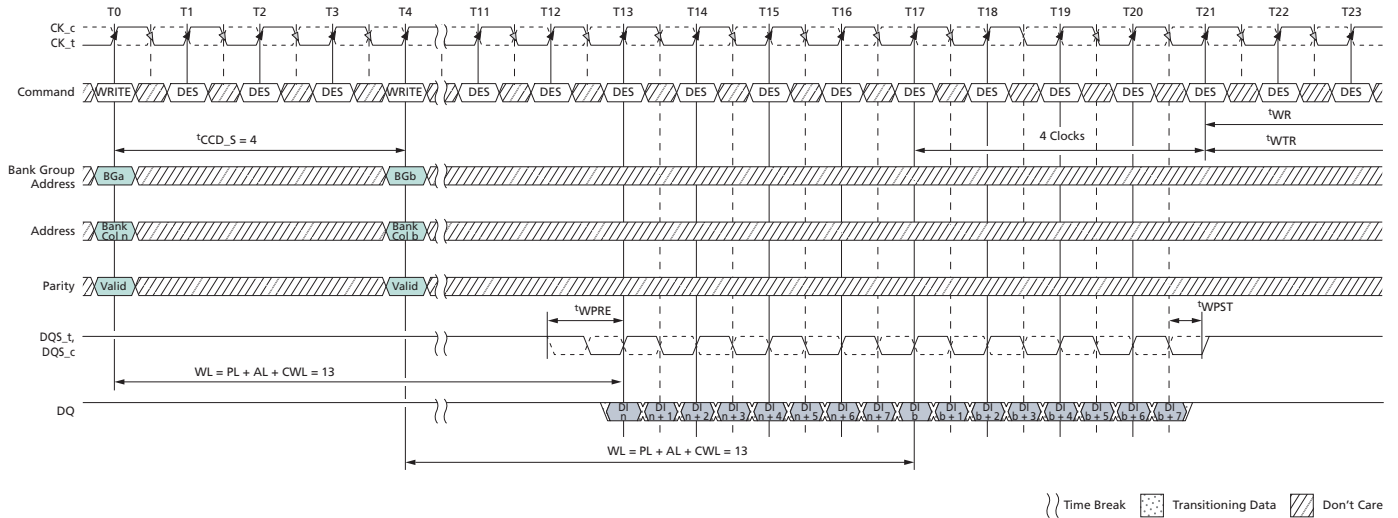 T0 T1 T2 T3 T4 T11 T12 T13 T14 T15 T16 T17 T18 T19 T20 T21 T22 T23
CK_c
CK_t
Command WRITE DES DES DES WRITE DES DES DES DES DES DES DES DES DES DES DES DES DES
tWR
tCCD_S = 4 4 Clocks tWTR
Bank Group
Address
BGa BGb
Address
Bank
Col n
Bank
Col b
Parity Valid Valid
tWPRE tWPST
DQS_t,
DQS_c
WL = PL + AL + CWL = 13
DQ
DI
n
DI
n + 1
DI
n + 2
DI
n + 3
DI
n + 4
DI
n + 5
DI
n + 6
DI
n + 7
DI
b
DI
b + 1
DI
b + 2
DI
b + 3
DI
b + 4
DI
b + 5
DI
b + 6
DI
b + 7
WL = PL + AL + CWL = 13
Time Break Transitioning Data Don't Care